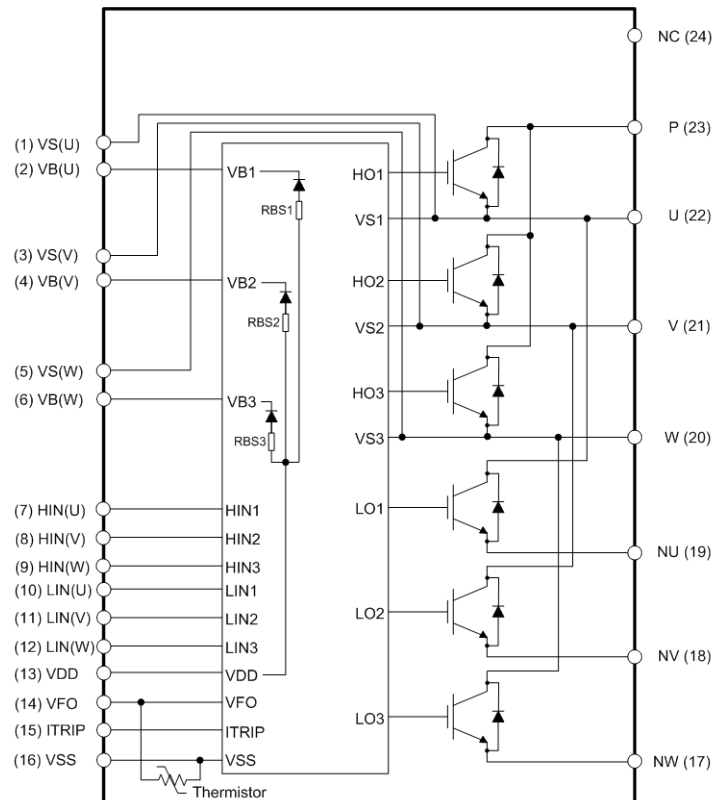 NC (24)
P (23)
(1) VS(U)
(2) VB(U)
VB1
HO1
RBS1
VS1
U (22)
(3) VS(V)
(4) VB(V)
VB2
HO2
RBS2
VS2
V (21)
(5) VS(W)
(6) VB(W)
VB3
HO3
RBS3
VS3
W (20)
(7) HIN(U)
HIN1
LO1
(8) HIN(V)
HIN2
NU (19)
(9) HIN(W)
HIN3
(10) LIN(U)
LIN1
(11) LIN(V)
LIN2
LO2
(12) LIN(W)
LIN3
NV (18)
(13) VDD
VDD
(14) VFO
VFO
LO3
(15) ITRIP
ITRIP
(16) VSS
VSS
NW (17)
Thermistor